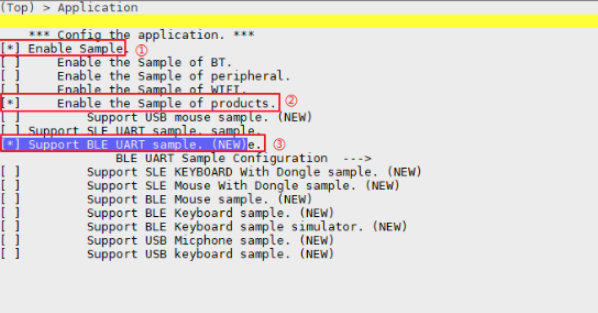 (Top) > Application
*** Config the application. ***
[*] Enable Sample. ①
[ ] Enable the Sample of BT.
[ ] Enable the Sample of peripheral.
[ ] Enable the Sample of WIFI.
[*] Enable the Sample of products. ②
[ ] Support USB mouse sample. (NEW)
[ ] Support SLE UART sample. sample.
[*] Support BLE UART sample. (NEW)e. ③
BLE UART Sample Configuration --->
[ ] Support SLE KEYBOARD With Dongle sample. (NEW)
[ ] Support SLE Mouse With Dongle sample. (NEW)
[ ] Support BLE Mouse sample. (NEW)
[ ] Support BLE Keyboard sample. (NEW)
[ ] Support BLE Keyboard sample simulator. (NEW)
[ ] Support USB Micphone sample. (NEW)
[ ] Support USB keyboard sample. (NEW)